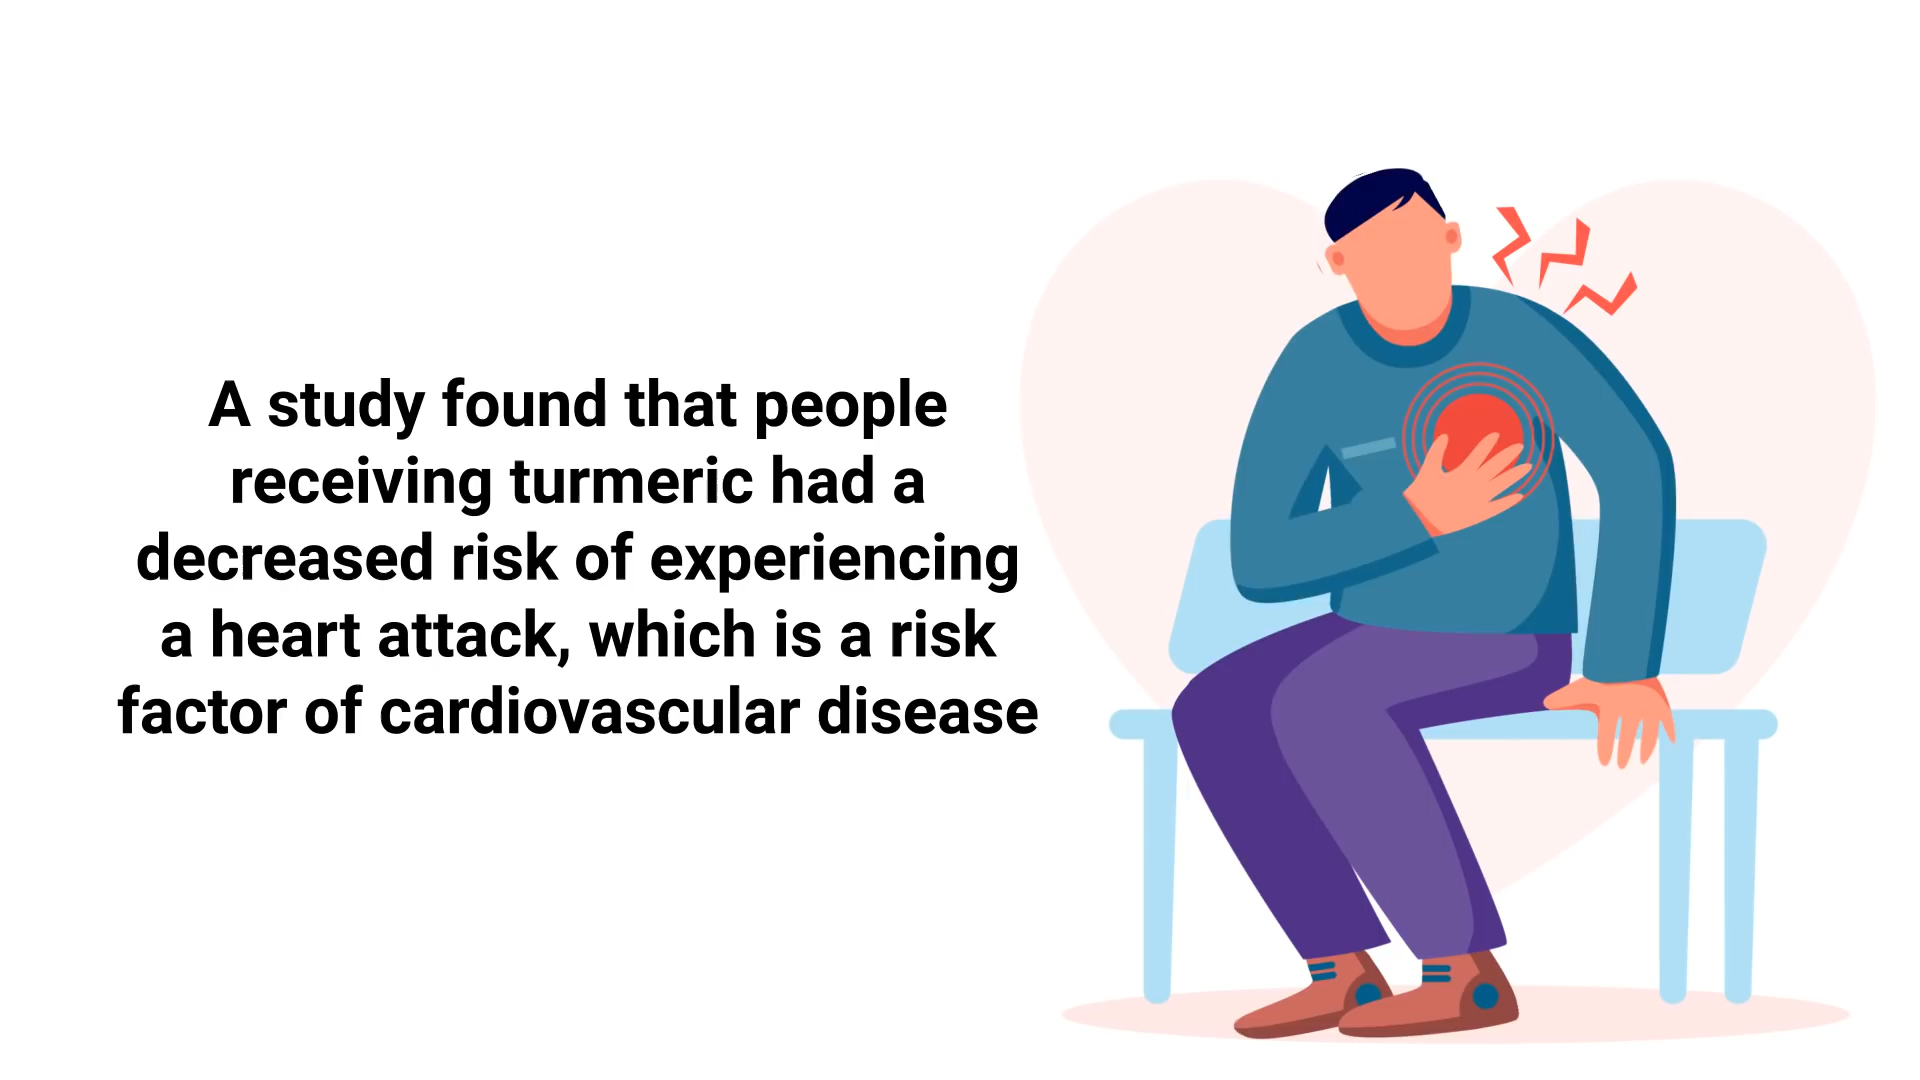 A study found that people
receiving turmeric had a
decreased risk of experiencing
a heart attack, which is a risk
factor of cardiovascular disease